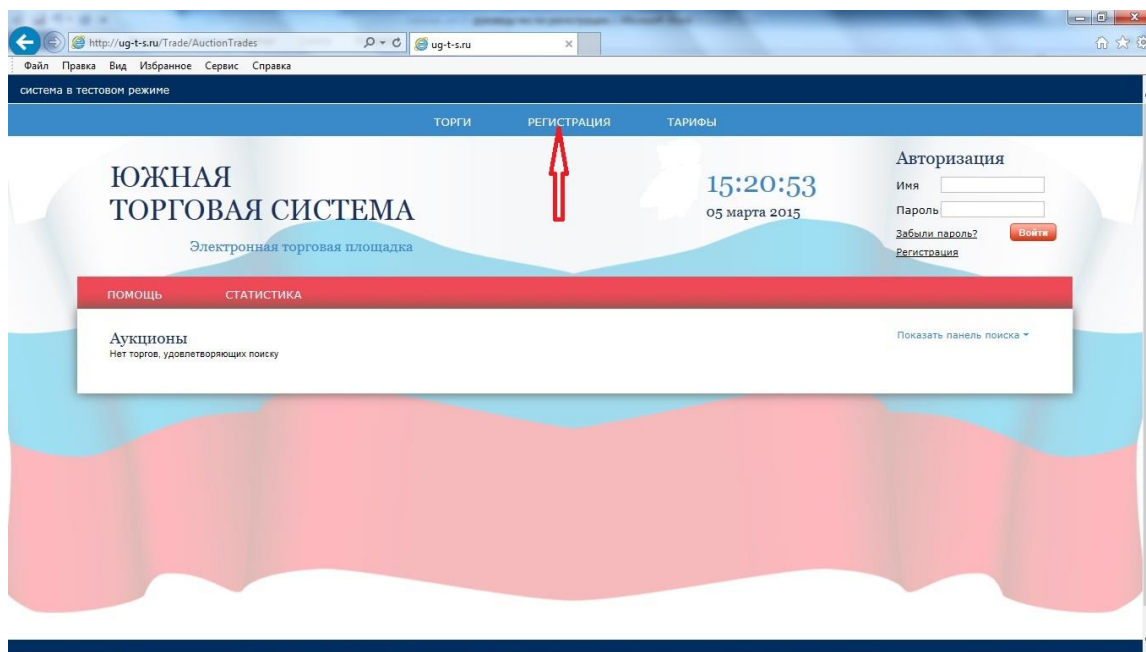 http://ug-t-s.ru/Trade/AuctionTrades
ug-t-s.ru
Файл Правка Вид Избранное Сервис Справка
система в тестовом режиме
ТОРГИ РЕГИСТРАЦИЯ ТАРИФЫ
ЮЖНАЯ
ТОРГОВАЯ СИСТЕМА
Электронная торговая площадка
15:20:53
05 марта 2015
Авторизация
Имя
Пароль
Забыли пароль? Войти
Регистрация
ПОМОЩЬ СТАТИСТИКА
Аукционы
Нет торгов, удовлетворяющих поиску
Показать панель поиска